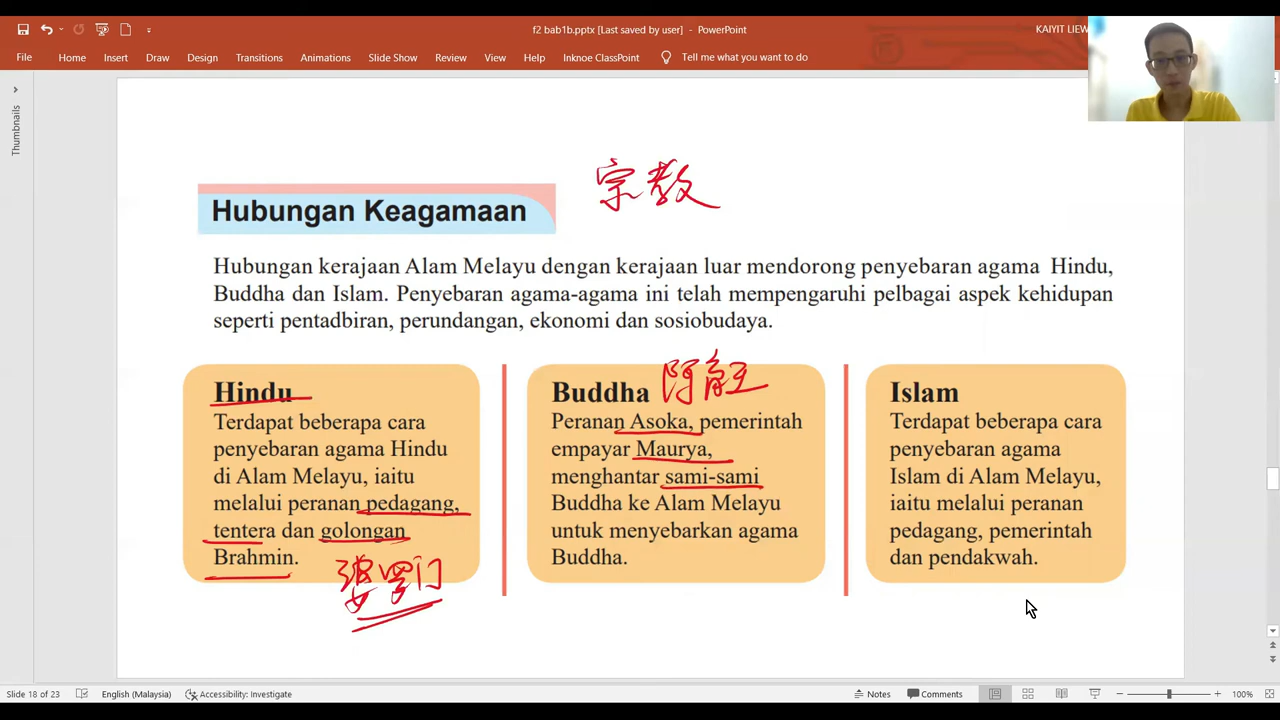 f2 bab1b.pptx [Last saved by user] - PowerPoint
KAIYIT LIEW
File Home Insert Draw Design Transitions Animations Slide Show Review View Help Inknoe ClassPoint Tell me what you want to do
Thumbnails
宗教
Hubungan Keagamaan
Hubungan kerajaan Alam Melayu dengan kerajaan luar mendorong penyebaran agama Hindu,
Buddha dan Islam. Penyebaran agama-agama ini telah mempengaruhi pelbagai aspek kehidupan
seperti pentadbiran, perundangan, ekonomi dan sosiobudaya.
Hindu
Terdapat beberapa cara
penyebaran agama Hindu
di Alam Melayu, iaitu
melalui peranan pedagang,
tentera dan golongan
Brahmin.
婆罗门
Buddha 阿育王
Peranan Asoka, pemerintah
empayar Maurya,
menghantar sami-sami
Buddha ke Alam Melayu
untuk menyebarkan agama
Buddha.
Islam
Terdapat beberapa cara
penyebaran agama
Islam di Alam Melayu,
iaitu melalui peranan
pedagang, pemerintah
dan pendakwah.
Slide 18 of 23 English (Malaysia) Accessibility: Investigate Notes Comments 100%